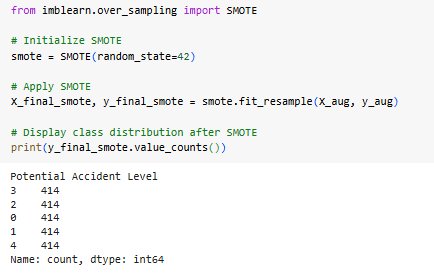 from imblearn.over_sampling import SMOTE
# Initialize SMOTE
smote = SMOTE(random_state=42)
# Apply SMOTE
X_final_smote, y_final_smote = smote.fit_resample(X_aug, y_aug)
# Display class distribution after SMOTE
print(y_final_smote.value_counts())
Potential Accident Level
3    414
2    414
0    414
1    414
4    414
Name: count, dtype: int64